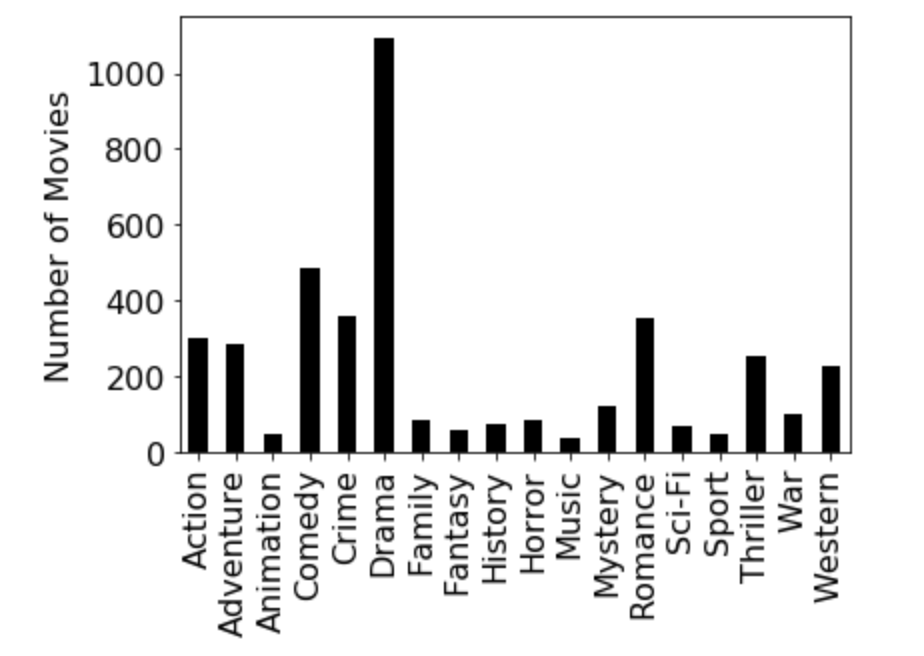 Number of Movies
1000
800
600
400
200
0
Action
Adventure
Animation
Comedy
Crime
Drama
Family
Fantasy
History
Horror
Music
Mystery
Romance
Sci-Fi
Sport
Thriller
War
Western